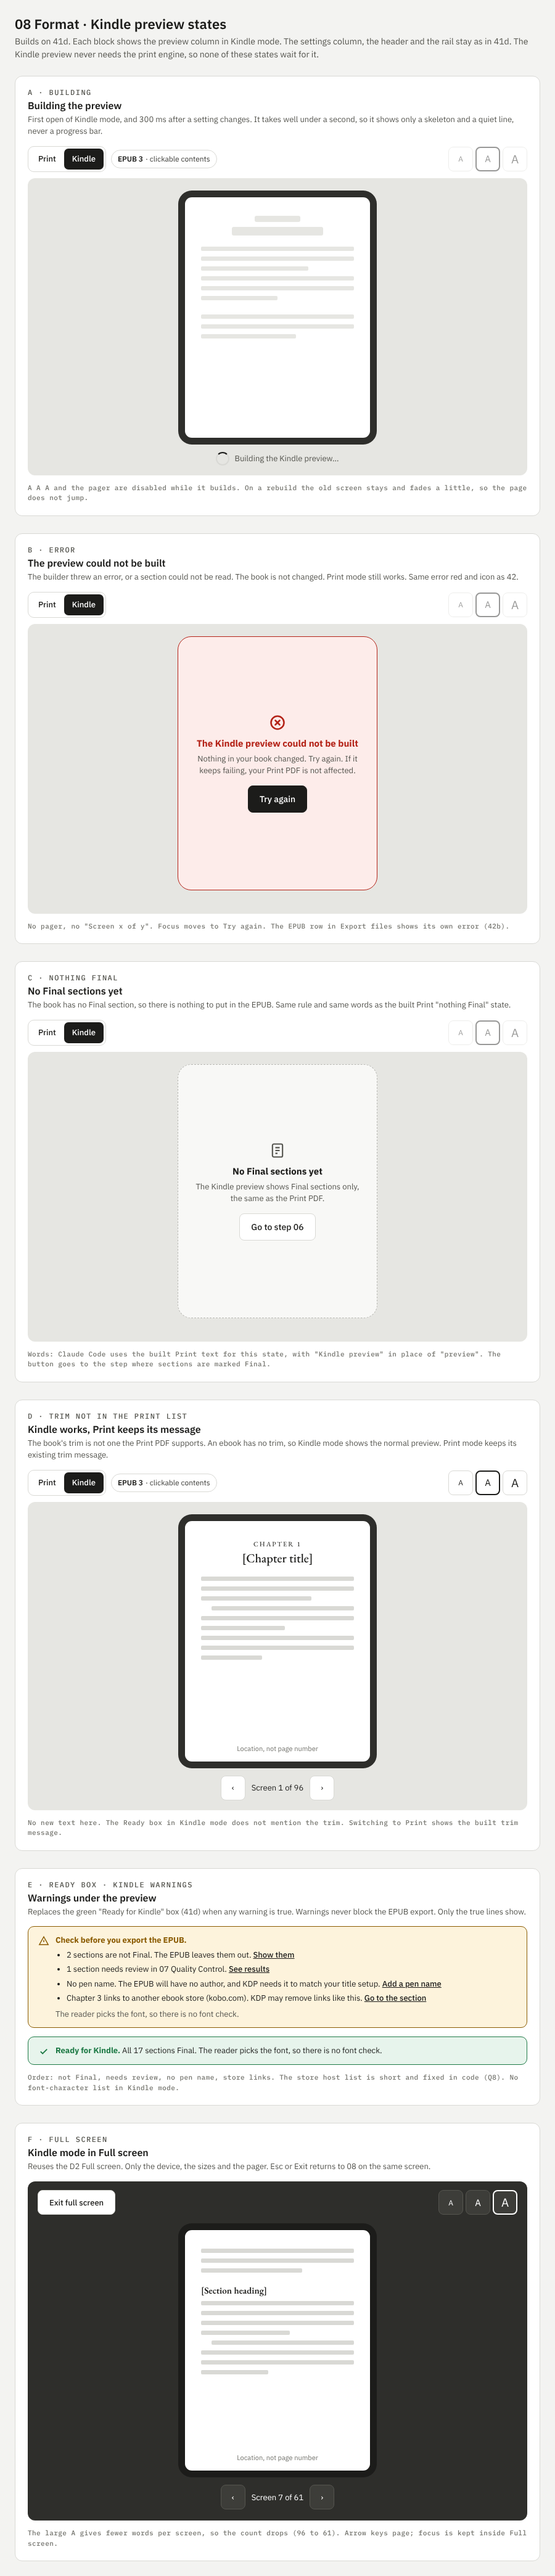 08 Format · Kindle preview states
Builds on 41d. Each block shows the preview column in Kindle mode. The settings column, the header and the rail stay as in 41d. The
Kindle preview never needs the print engine, so none of these states wait for it.
A · BUILDING
Building the preview
First open of Kindle mode, and 300 ms after a setting changes. It takes well under a second, so it shows only a skeleton and a quiet line,
never a progress bar.
Print Kindle EPUB 3 · clickable contents A A A
Building the Kindle preview…
A A A and the pager are disabled while it builds. On a rebuild the old screen stays and fades a little, so the page
does not jump.
B · ERROR
The preview could not be built
The builder threw an error, or a section could not be read. The book is not changed. Print mode still works. Same error red and icon as 42.
Print Kindle A A A
The Kindle preview could not be built
Nothing in your book changed. Try again. If it
keeps failing, your Print PDF is not affected.
Try again
No pager, no "Screen x of y". Focus moves to Try again. The EPUB row in Export files shows its own error (42b).
C · NOTHING FINAL
No Final sections yet
The book has no Final section, so there is nothing to put in the EPUB. Same rule and same words as the built Print "nothing Final" state.
Print Kindle A A A
No Final sections yet
The Kindle preview shows Final sections only,
the same as the Print PDF.
Go to step 06
Words: Claude Code uses the built Print text for this state, with "Kindle preview" in place of "preview". The
button goes to the step where sections are marked Final.
D · TRIM NOT IN THE PRINT LIST
Kindle works, Print keeps its message
The book's trim is not one the Print PDF supports. An ebook has no trim, so Kindle mode shows the normal preview. Print mode keeps its
existing trim message.
Print Kindle EPUB 3 · clickable contents A A A
CHAPTER 1
[Chapter title]
Location, not page number
‹ Screen 1 of 96 ›
No new text here. The Ready box in Kindle mode does not mention the trim. Switching to Print shows the built trim
message.
E · READY BOX · KINDLE WARNINGS
Warnings under the preview
Replaces the green "Ready for Kindle" box (41d) when any warning is true. Warnings never block the EPUB export. Only the true lines show.
Check before you export the EPUB.
• 2 sections are not Final. The EPUB leaves them out. Show them
• 1 section needs review in 07 Quality Control. See results
• No pen name. The EPUB will have no author, and KDP needs it to match your title setup. Add a pen name
• Chapter 3 links to another ebook store (kobo.com). KDP may remove links like this. Go to the section
The reader picks the font, so there is no font check.
Ready for Kindle. All 17 sections Final. The reader picks the font, so there is no font check.
Order: not Final, needs review, no pen name, store links. The store host list is short and fixed in code (Q8). No
font-character list in Kindle mode.
F · FULL SCREEN
Kindle mode in Full screen
Reuses the D2 Full screen. Only the device, the sizes and the pager. Esc or Exit returns to 08 on the same screen.
Exit full screen A A A
[Section heading]
Location, not page number
‹ Screen 7 of 61 ›
The large A gives fewer words per screen, so the count drops (96 to 61). Arrow keys page; focus is kept inside Full
screen.